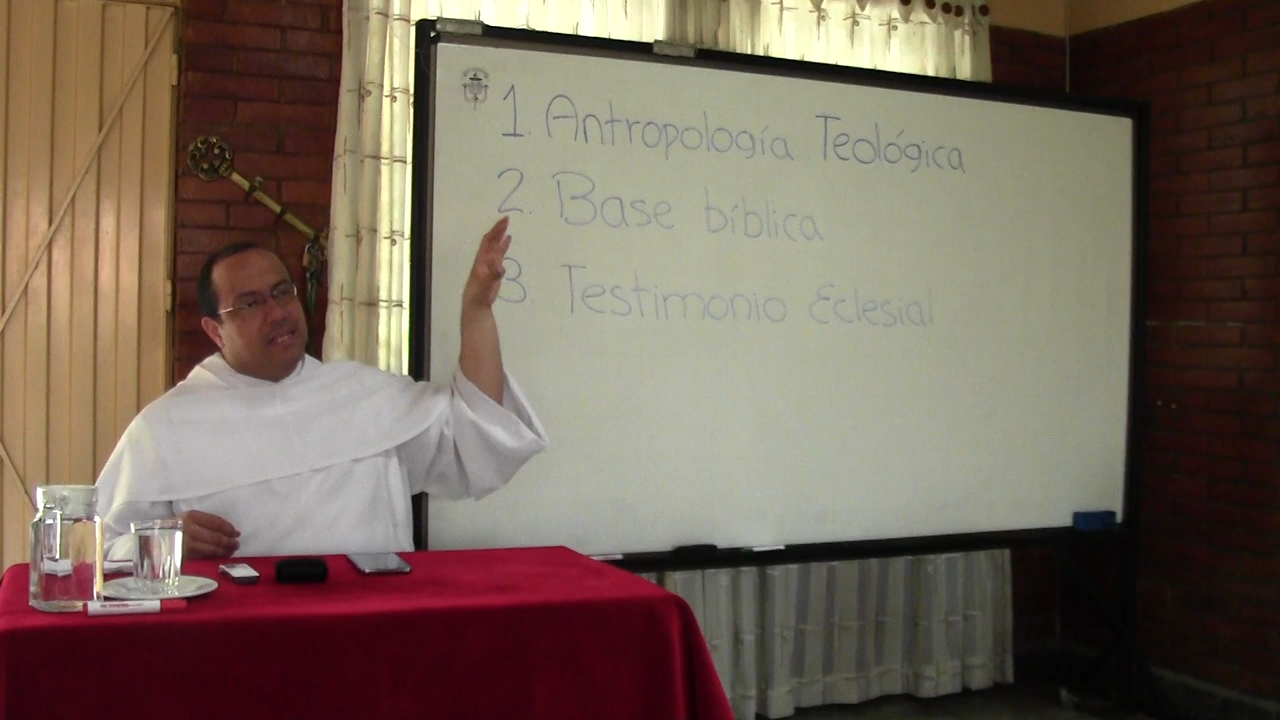 1. Antropología Teológica
2. Base bíblica
3. Testimonio Eclesial